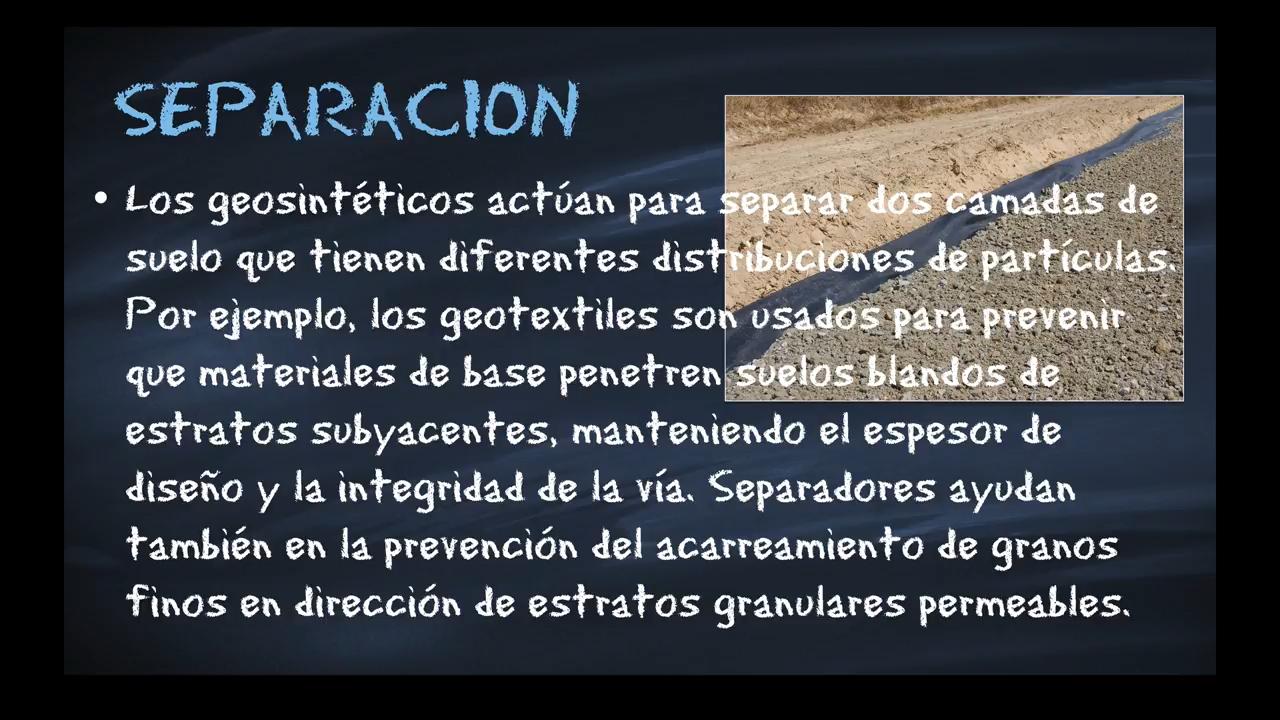 SEPARACION
• Los geosintéticos actúan para separar dos camadas de
suelo que tienen diferentes distribuciones de partículas.
Por ejemplo, los geotextiles son usados para prevenir
que materiales de base penetren suelos blandos de
estratos subyacentes, manteniendo el espesor de
diseño y la integridad de la vía. Separadores ayudan
también en la prevención del acarreamiento de granos
finos en dirección de estratos granulares permeables.